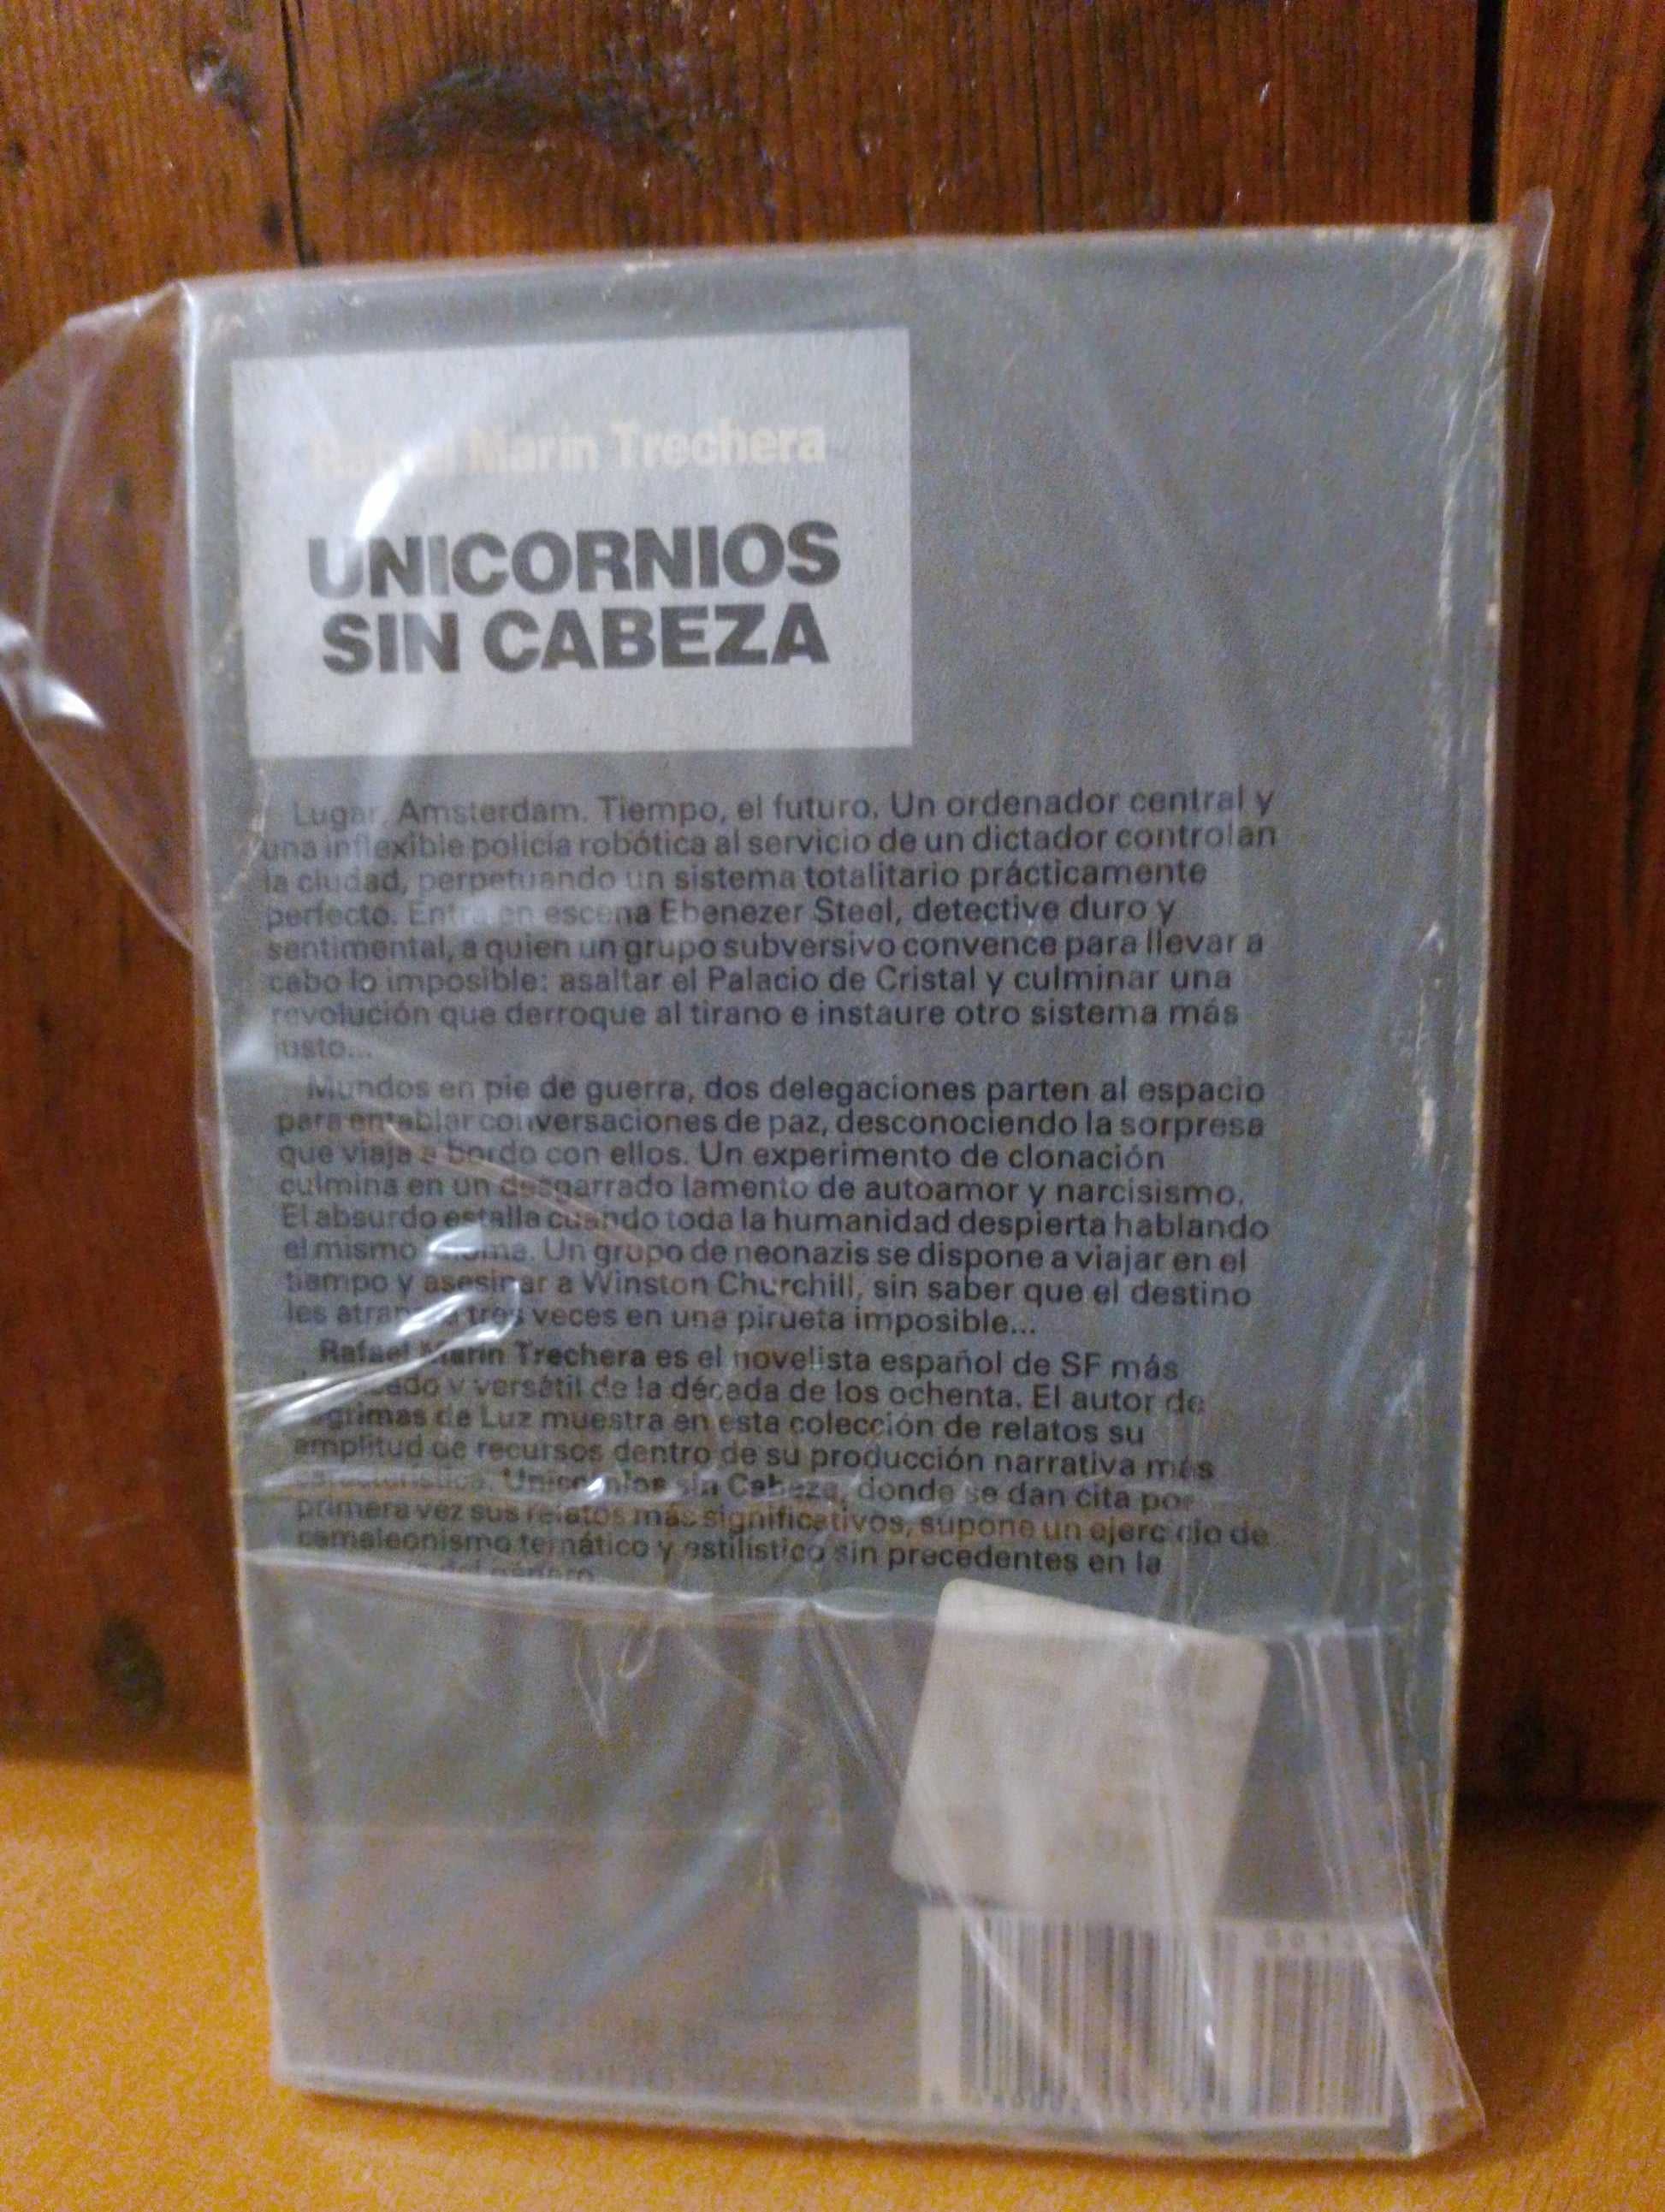 Rafael Marín Trechera
UNICORNIOS
SIN CABEZA
Lugar, Amsterdam. Tiempo, el futuro. Un ordenador central y
una inflexible policía robótica al servicio de un dictador controlan
la ciudad, perpetuando un sistema totalitario prácticamente
perfecto. Entra en escena Ebenezer Steel, detective duro y
sentimental, a quien un grupo subversivo convence para llevar a
cabo lo imposible: asaltar el Palacio de Cristal y culminar una
revolución que derroque al tirano e instaure otro sistema más
justo...
Mundos en pie de guerra, dos delegaciones parten al espacio
para entablar conversaciones de paz, desconociendo la sorpresa
que viaja a bordo con ellos. Un experimento de clonación
culmina en un desgarrado lamento de autoamor y narcisismo.
El absurdo estalla cuando toda la humanidad despierta hablando
el mismo idioma. Un grupo de neonazis se dispone a viajar en el
tiempo y asesinar a Winston Churchill, sin saber que el destino
les atrapará tres veces en una pirueta imposible...
Rafael Marín Trechera es el novelista español de SF más
y versátil de la década de los ochenta. El autor de
Lágrimas de Luz muestra en esta colección de relatos su
amplitud de recursos dentro de su producción narrativa más
característica. Unicornios sin Cabeza, donde se dan cita por
primera vez sus relatos más significativos, supone un ejercicio de
camaleonismo temático y estilístico sin precedentes en la
del género.